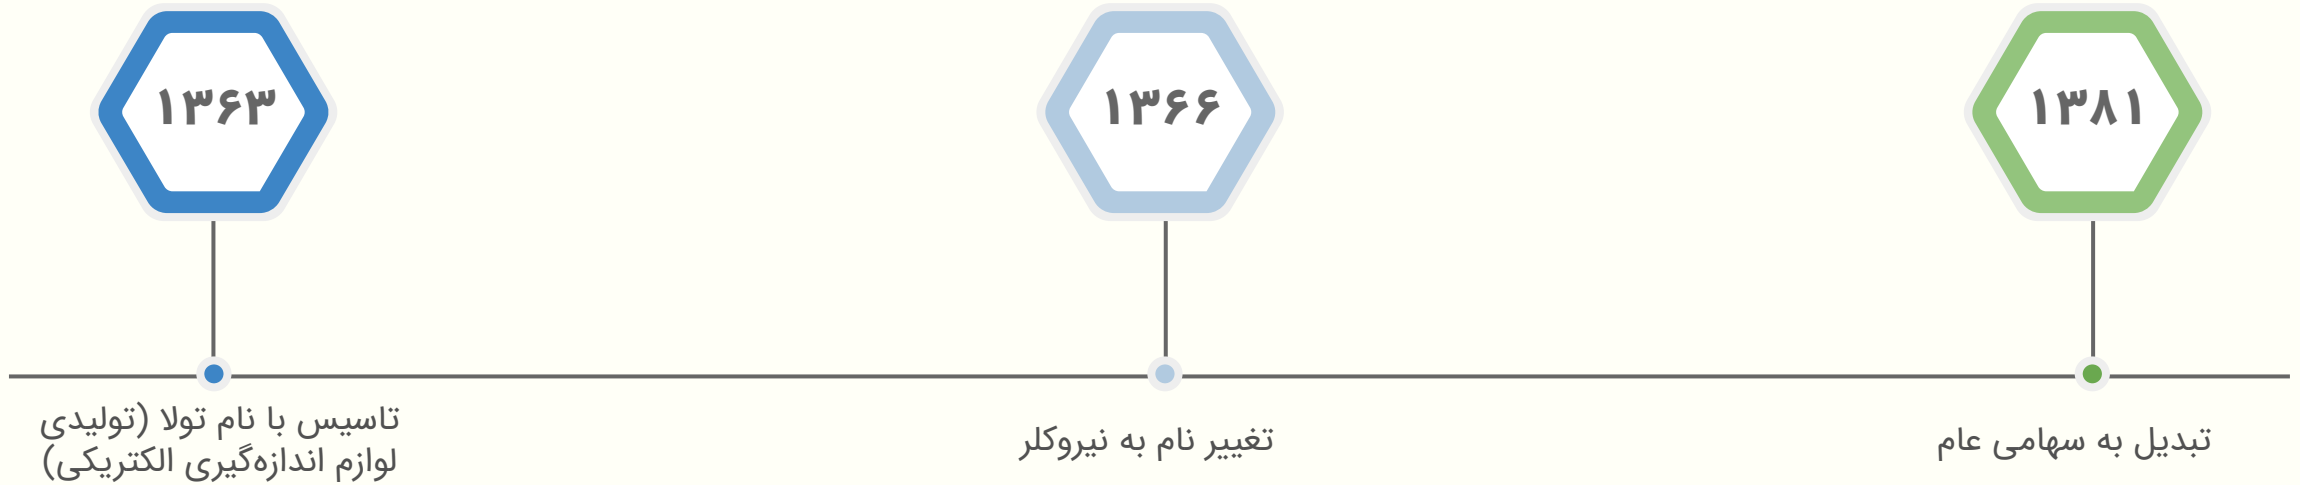 ۱۳۶۳
۱۳۶۶
۱۳۸۱
تاسیس با نام تولا (تولیدی
لوازم اندازه‌گیری الکتریکی)
تغییر نام به نیروکلر
تبدیل به سهامی عام